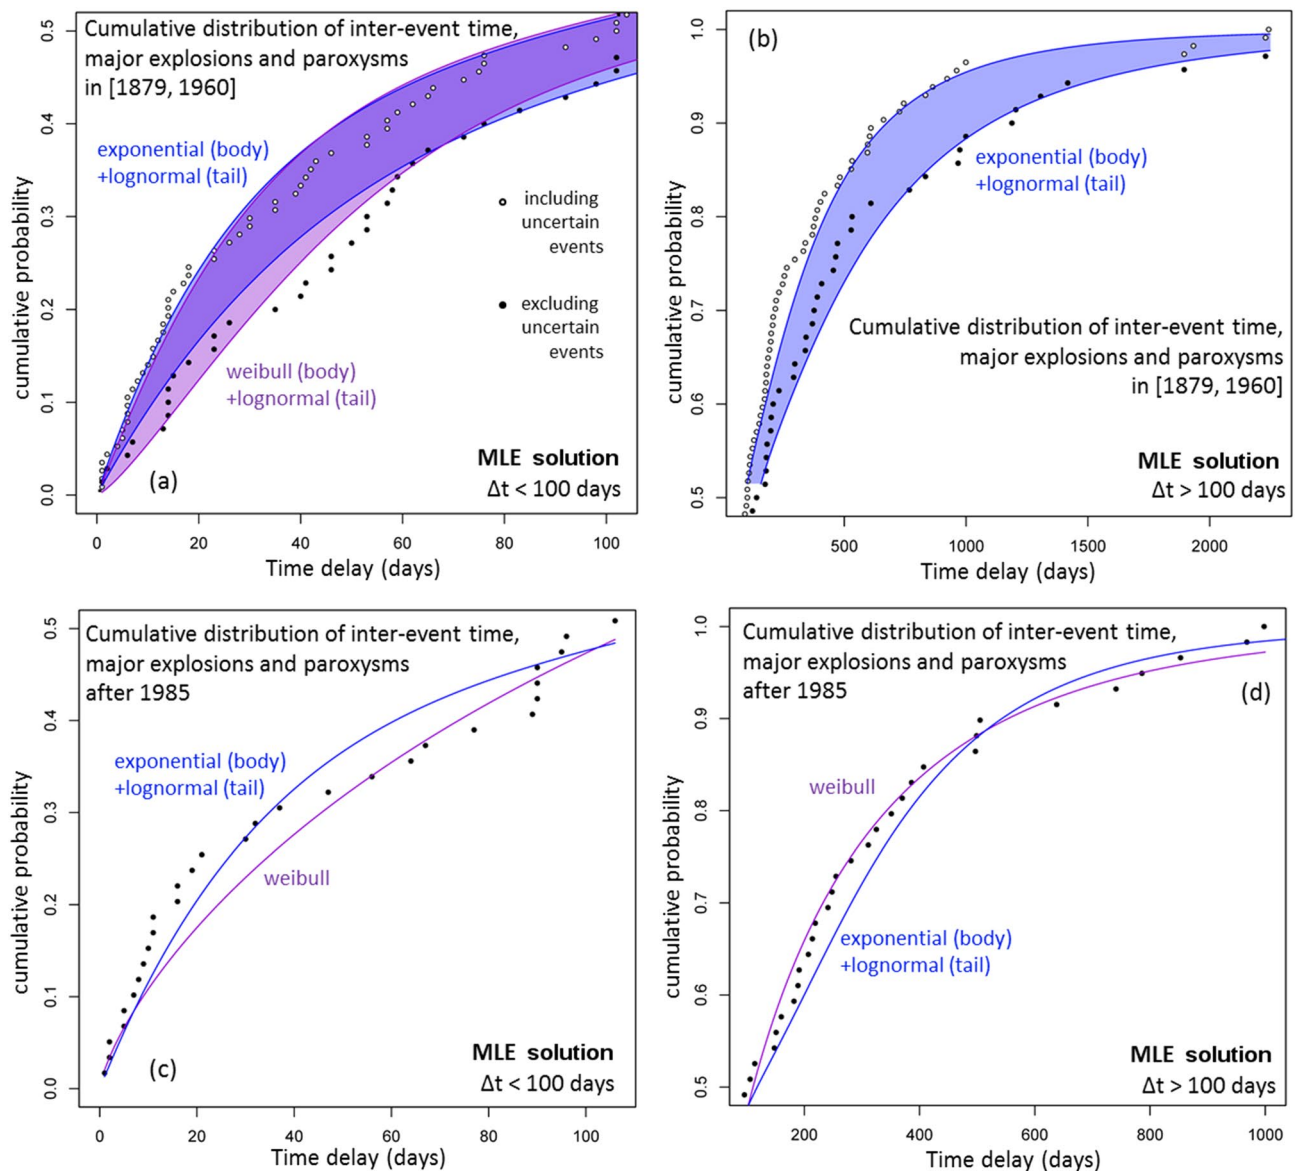 Cumulative distribution of inter-event time,
major explosions and paroxysms
in [1879, 1960]
exponential (body)
+lognormal (tail)
including
uncertain
events
excluding
uncertain
events
weibull (body)
+lognormal (tail)
(a)
MLE solution
Δt < 100 days
cumulative probability
0.0
0.1
0.2
0.3
0.4
0.5
0
20
40
60
80
100
Time delay (days)
(b)
exponential (body)
+lognormal (tail)
Cumulative distribution of inter-event time,
major explosions and paroxysms
in [1879, 1960]
MLE solution
Δt > 100 days
cumulative probability
0.5
0.6
0.7
0.8
0.9
1.0
500
1000
1500
2000
Time delay (days)
Cumulative distribution of inter-event time,
major explosions and paroxysms
after 1985
exponential (body)
+lognormal (tail)
weibull
(c)
MLE solution
Δt < 100 days
cumulative probability
0.0
0.1
0.2
0.3
0.4
0.5
0
20
40
60
80
100
Time delay (days)
Cumulative distribution of inter-event time,
major explosions and paroxysms
after 1985
(d)
weibull
exponential (body)
+lognormal (tail)
MLE solution
Δt > 100 days
cumulative probability
0.5
0.6
0.7
0.8
0.9
1.0
200
400
600
800
1000
Time delay (days)